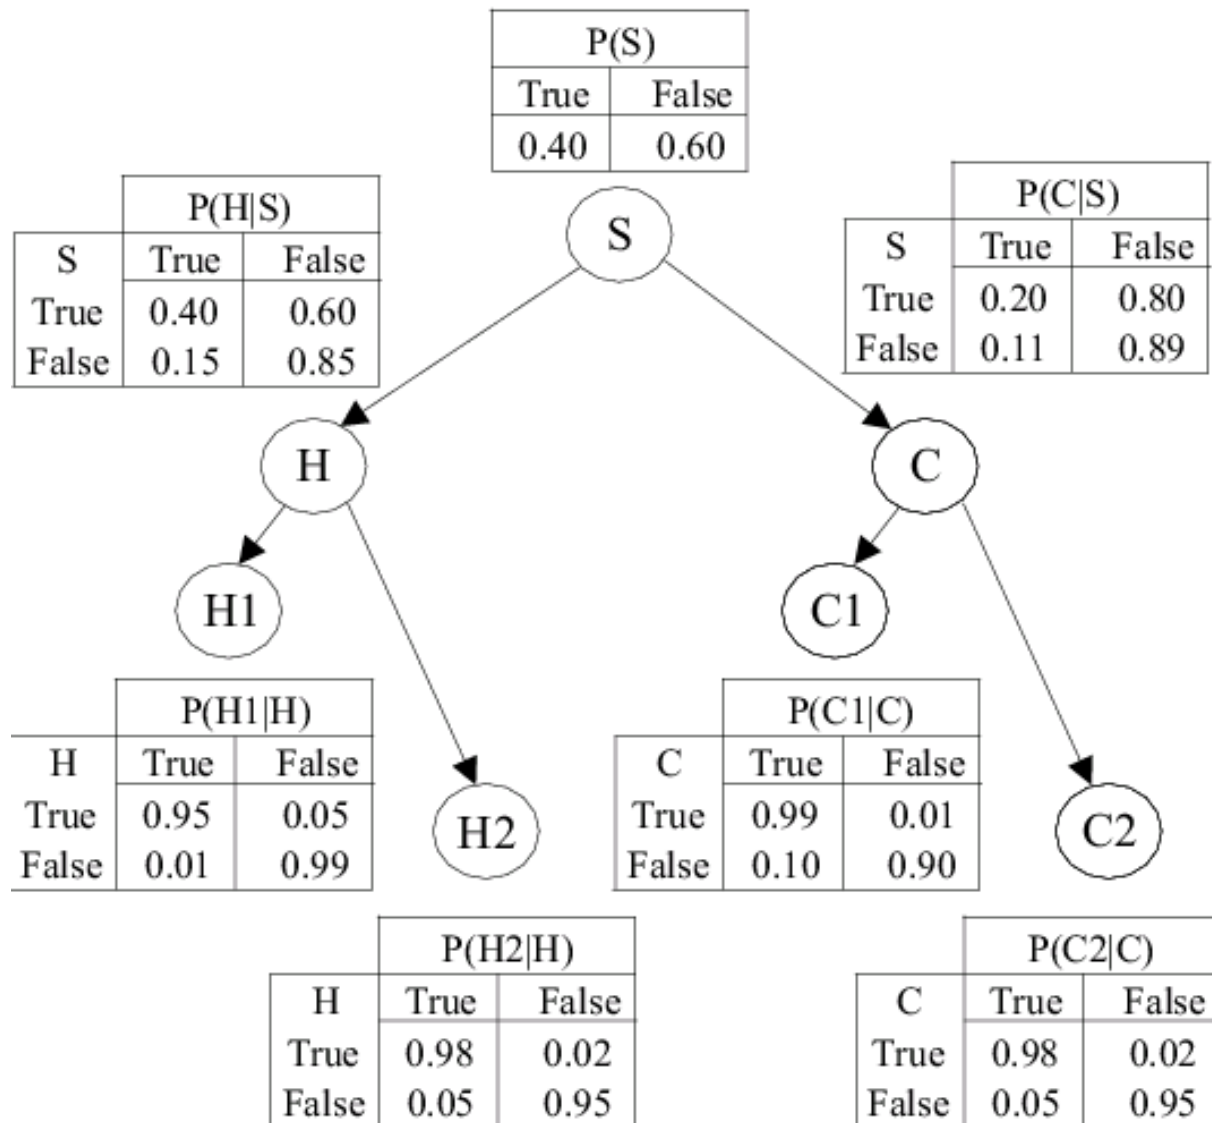 P(S)
True False
0.40 0.60
S
P(H|S)
S True False
True 0.40 0.60
False 0.15 0.85
P(C|S)
S True False
True 0.20 0.80
False 0.11 0.89
H
C
H1
C1
P(H1|H)
H True False
True 0.95 0.05
False 0.01 0.99
H2
P(C1|C)
C True False
True 0.99 0.01
False 0.10 0.90
C2
P(H2|H)
H True False
True 0.98 0.02
False 0.05 0.95
P(C2|C)
C True False
True 0.98 0.02
False 0.05 0.95